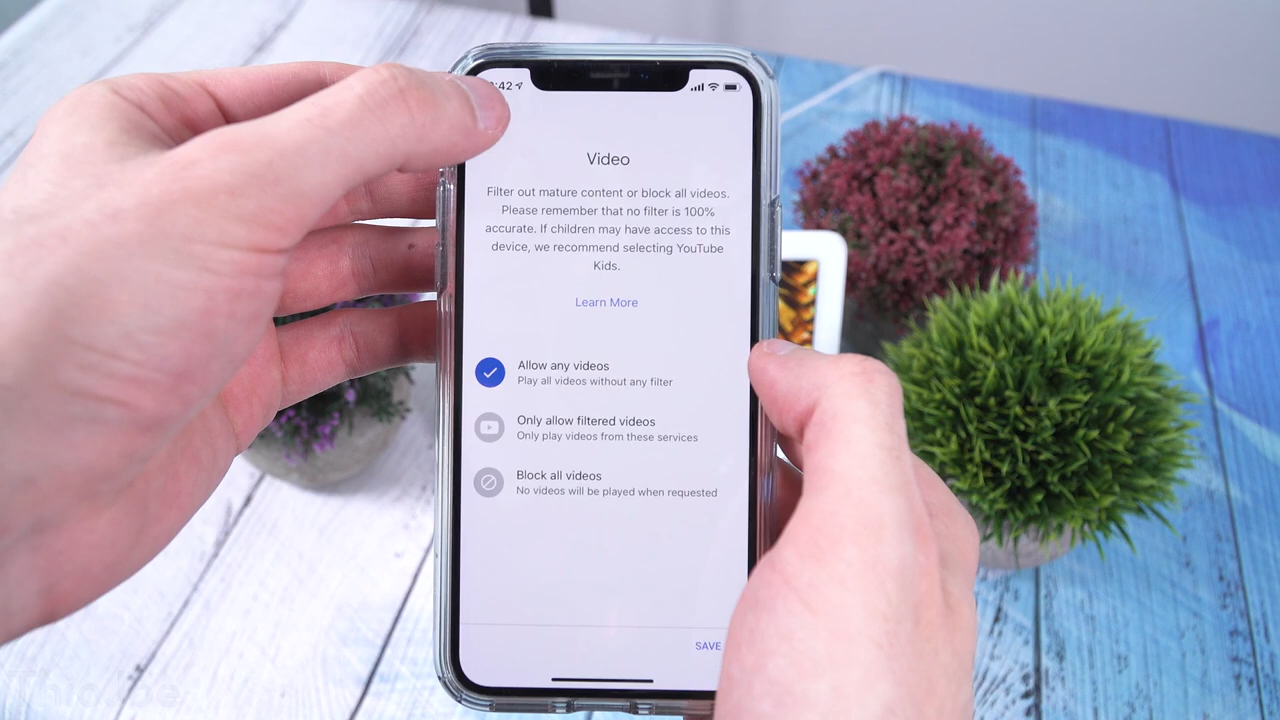 :42
Video
Filter out mature content or block all videos.
Please remember that no filter is 100%
accurate. If children may have access to this
device, we recommend selecting YouTube
Kids.
Learn More
Allow any videos
Play all videos without any filter
Only allow filtered videos
Only play videos from these services
Block all videos
No videos will be played when requested
SAVE